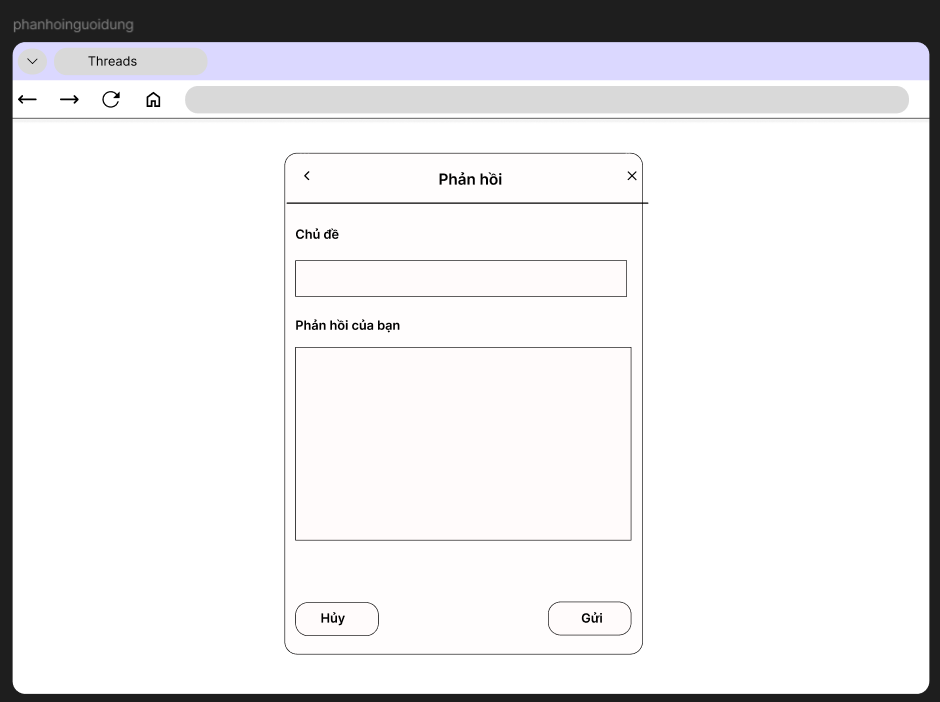 phanhoinguoidung
Threads
Phản hồi
Chủ đề
Phản hồi của bạn
Hủy
Gửi